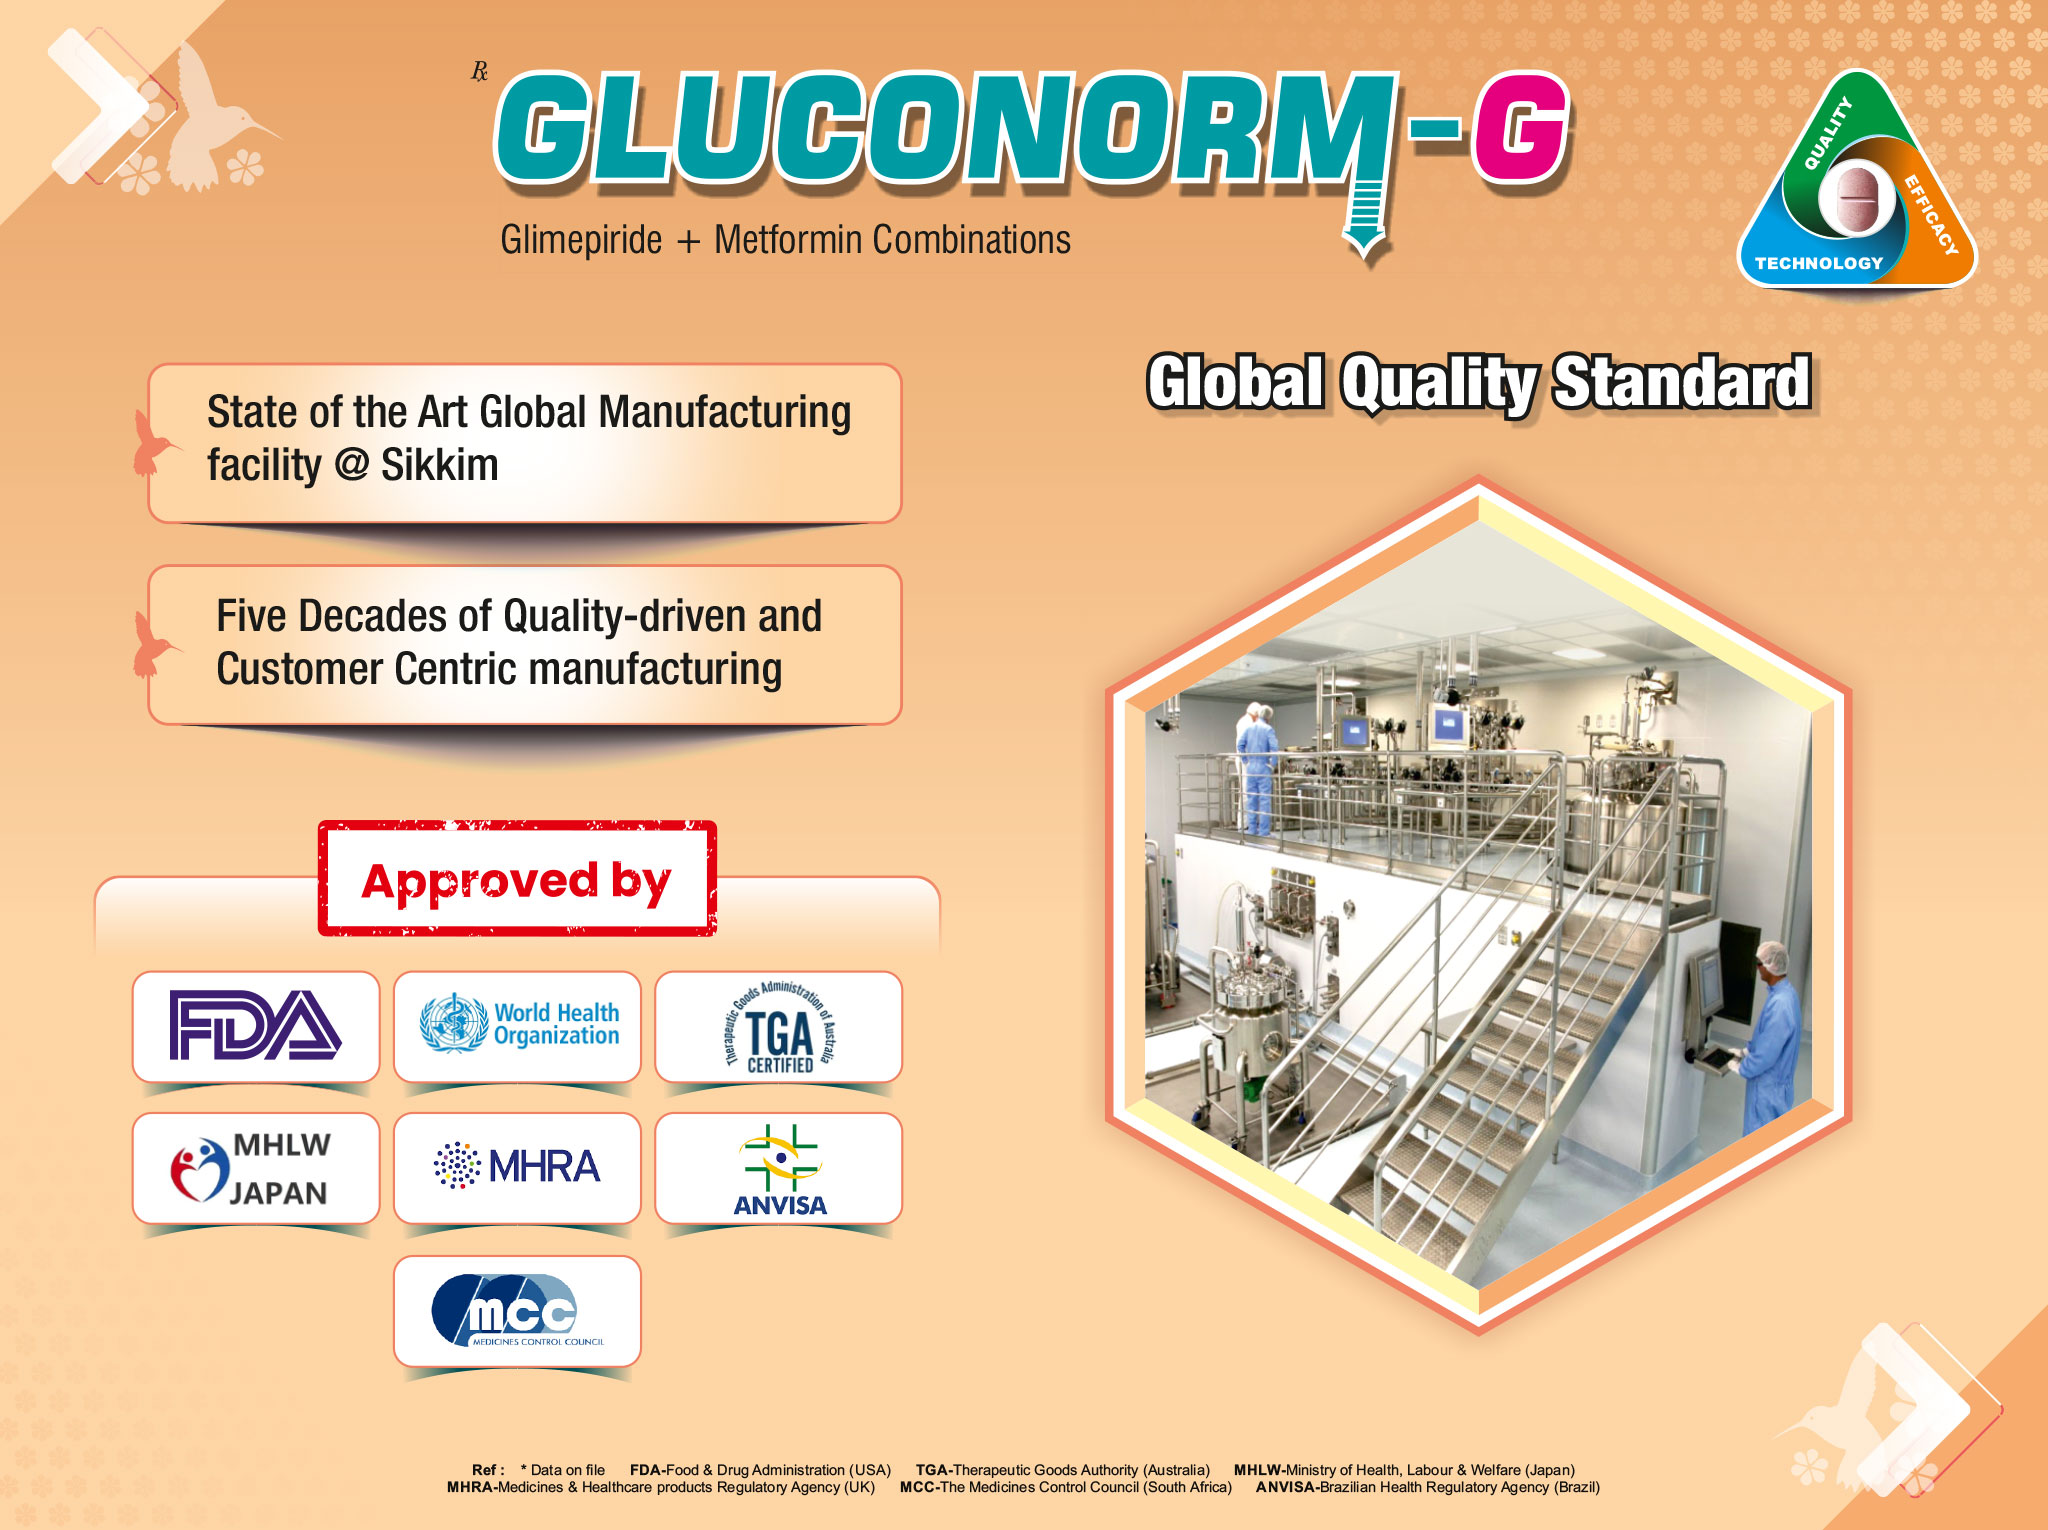 Rx
GLUCONORM-G
Glimepiride + Metformin Combinations
QUALITY
EFFICACY
TECHNOLOGY
State of the Art Global Manufacturing
facility @ Sikkim
Five Decades of Quality-driven and
Customer Centric manufacturing
Global Quality Standard
Approved by
FDA
World Health
Organization
Therapeutic Goods Administration of Australia
TGA
CERTIFIED
MHLW
JAPAN
MHRA
ANVISA
mcc
MEDICINES CONTROL COUNCIL
Ref : * Data on file FDA-Food & Drug Administration (USA) TGA-Therapeutic Goods Authority (Australia) MHLW-Ministry of Health, Labour & Welfare (Japan)
MHRA-Medicines & Healthcare products Regulatory Agency (UK) MCC-The Medicines Control Council (South Africa) ANVISA-Brazilian Health Regulatory Agency (Brazil)